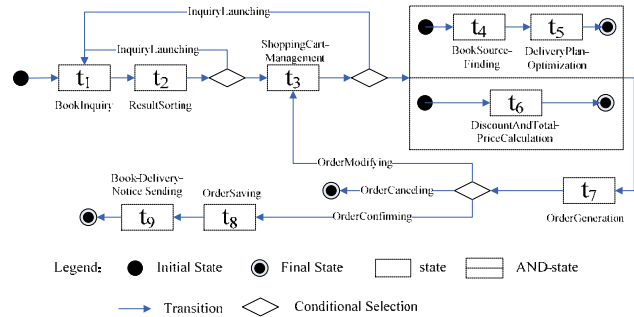 InquiryLaunching
InquiryLaunching
ShoppingCart-
Management
t1
t2
t3
BookInquiry
ResultSorting
t4
t5
BookSource-
Finding
DeliveryPlan-
Optimization
t6
DiscountAndTotal-
PriceCalculation
OrderModifying
OrderCanceling
OrderConfirming
t7
OrderGeneration
Book-Delivery-
Notice Sending
OrderSaving
t9
t8
Legend:
Initial State
Final State
state
AND-state
Transition
Conditional Selection